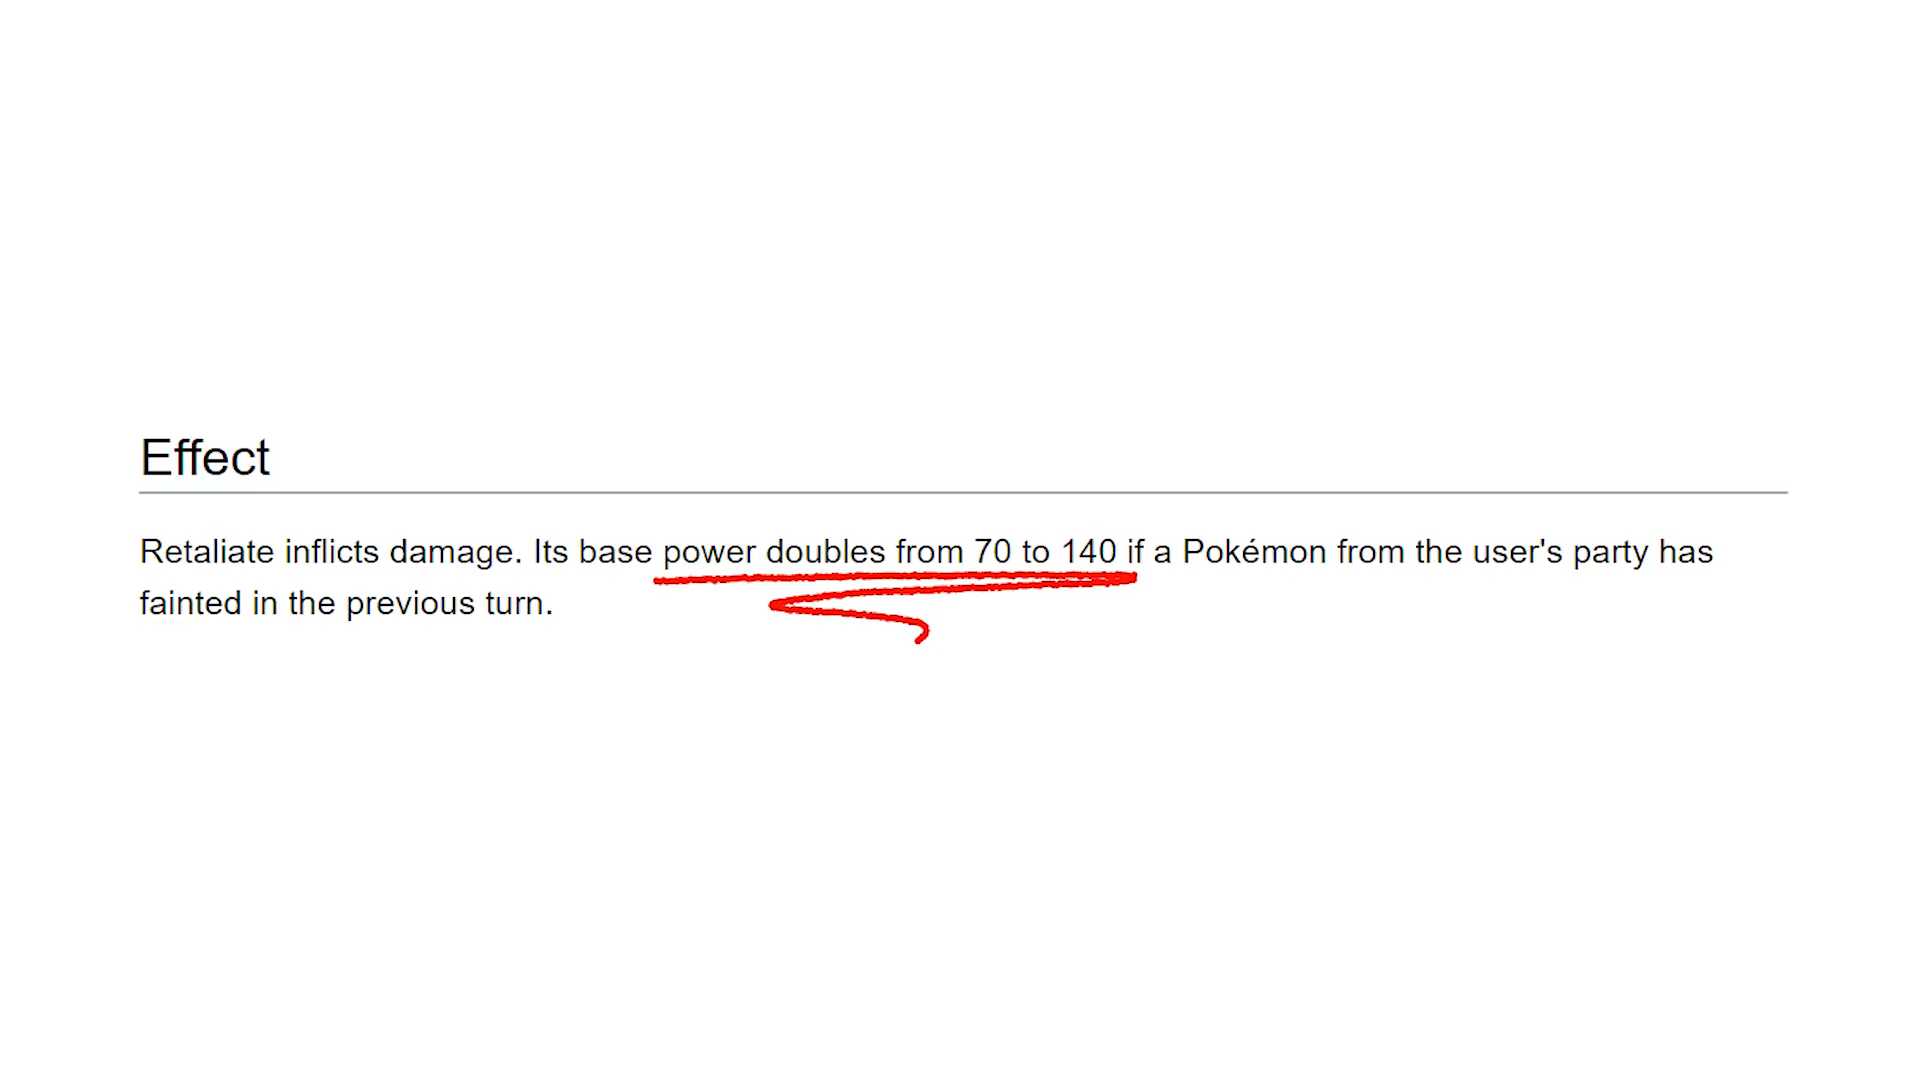 Effect
Retaliate inflicts damage. Its base power doubles from 70 to 140 if a Pokémon from the user's party has
fainted in the previous turn.